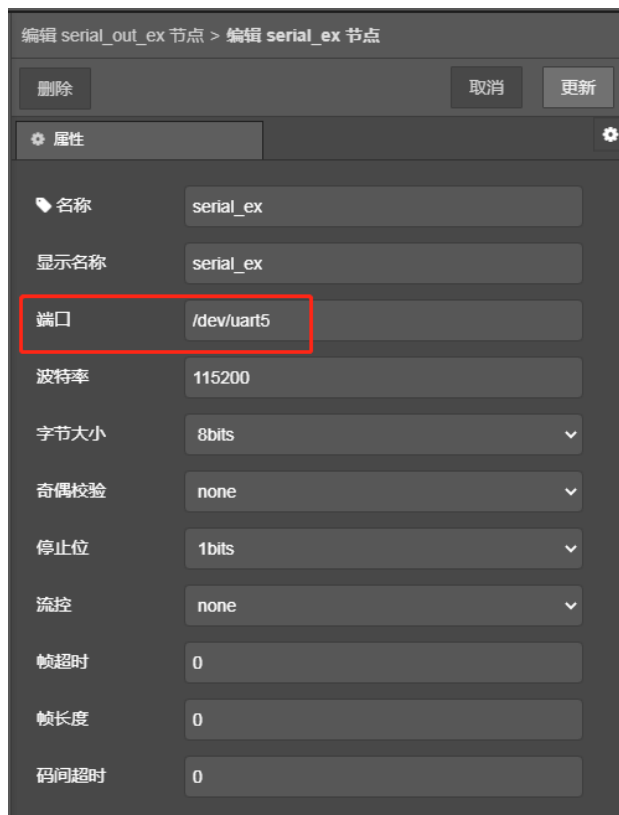 编辑 serial_out_ex 节点 > 编辑 serial_ex 节点
删除 取消 更新
属性
名称 serial_ex
显示名称 serial_ex
端口 /dev/uart5
波特率 115200
字节大小 8bits
奇偶校验 none
停止位 1bits
流控 none
帧超时 0
帧长度 0
码间超时 0